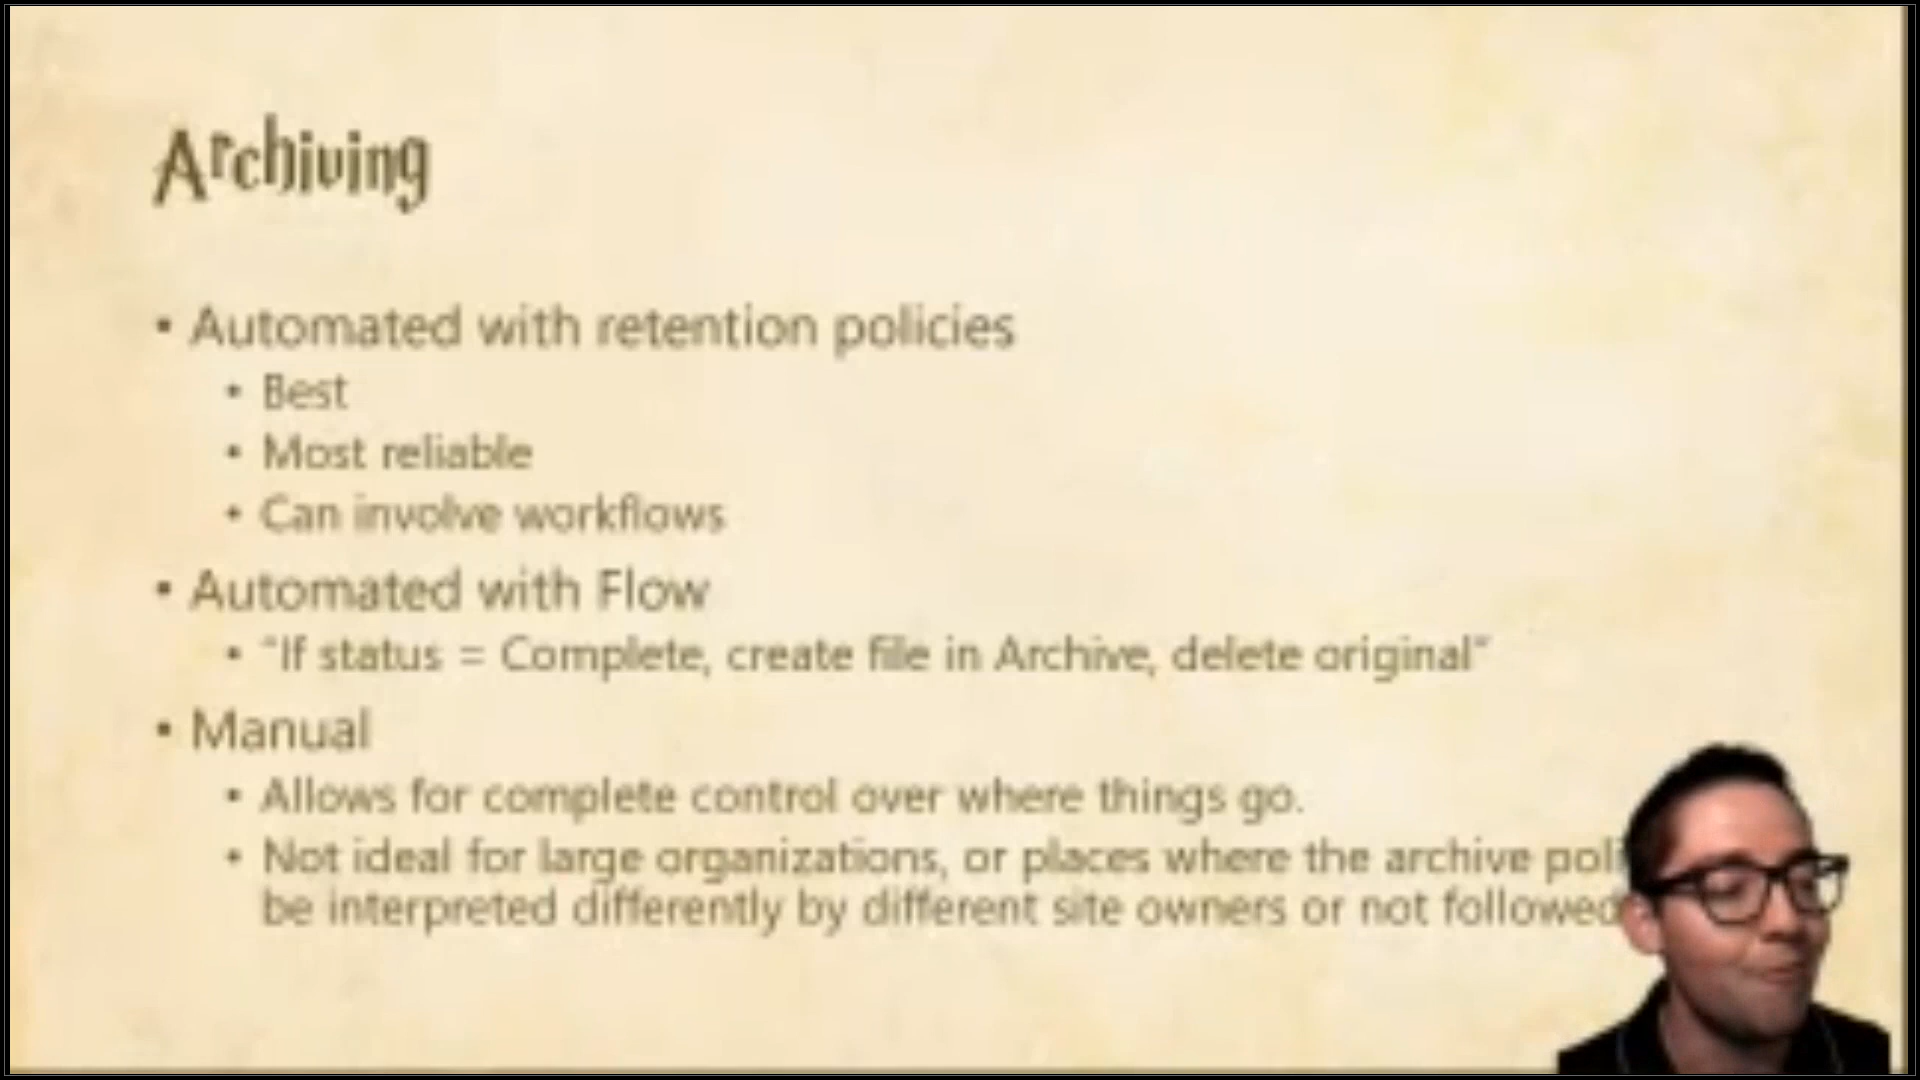 Archiving
• Automated with retention policies
• Best
• Most reliable
• Can involve workflows
• Automated with Flow
• "If status = Complete, create file in Archive, delete original"
• Manual
• Allows for complete control over where things go.
• Not ideal for large organizations, or places where the archive
be interpreted differently by different site owners or not followed